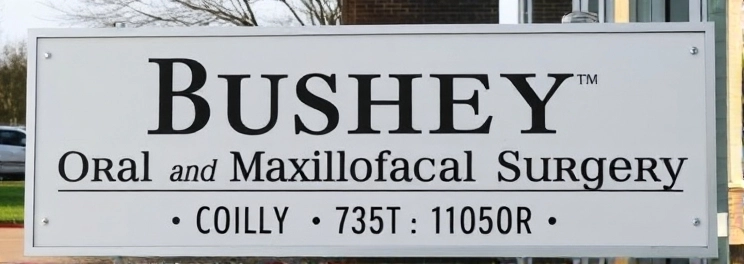 BUSHEY™
ORal and Maxillofacal SuRgeRy
• COILLY • 735T : 11050R •